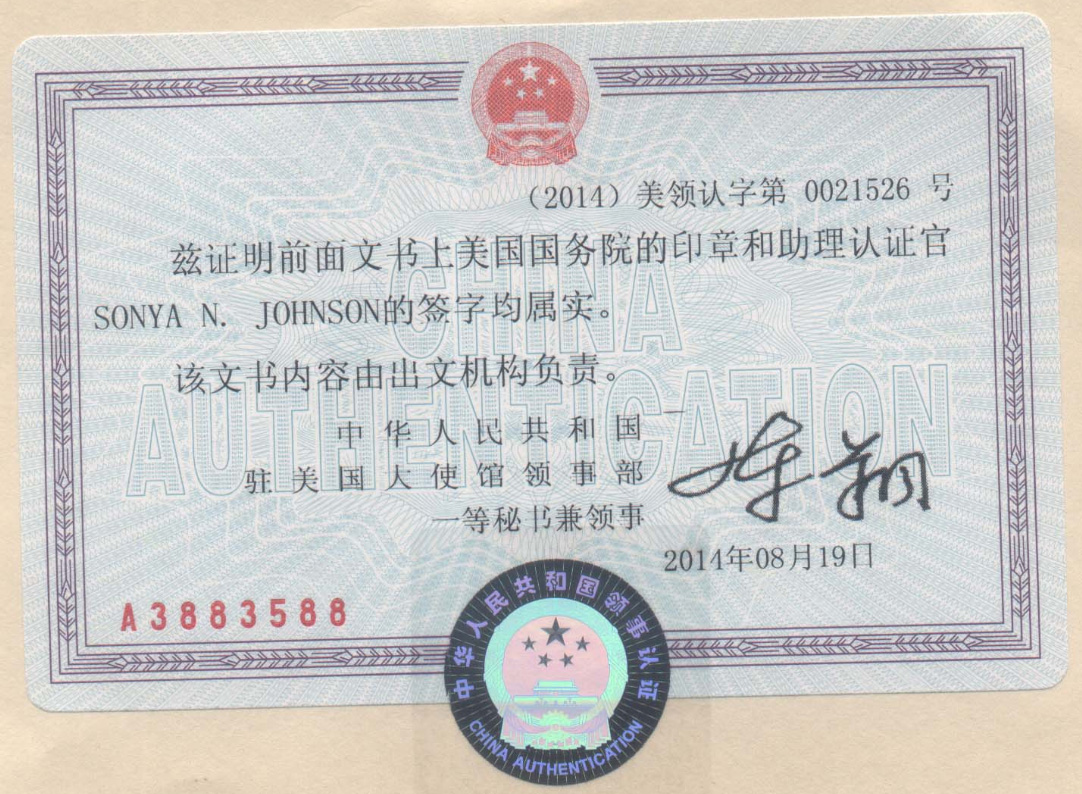 （2014）美领认字第 0021526 号
兹证明前面文书上美国国务院的印章和助理认证官
SONYA N. JOHNSON的签字均属实。
该文书内容由出文机构负责。
CHINA
AUTHENTICATION
中华人民共和国
驻美国大使馆领事部
一等秘书兼领事
2014年08月19日
A3883588
中华人民共和国领事认证
CHINA AUTHENTICATION